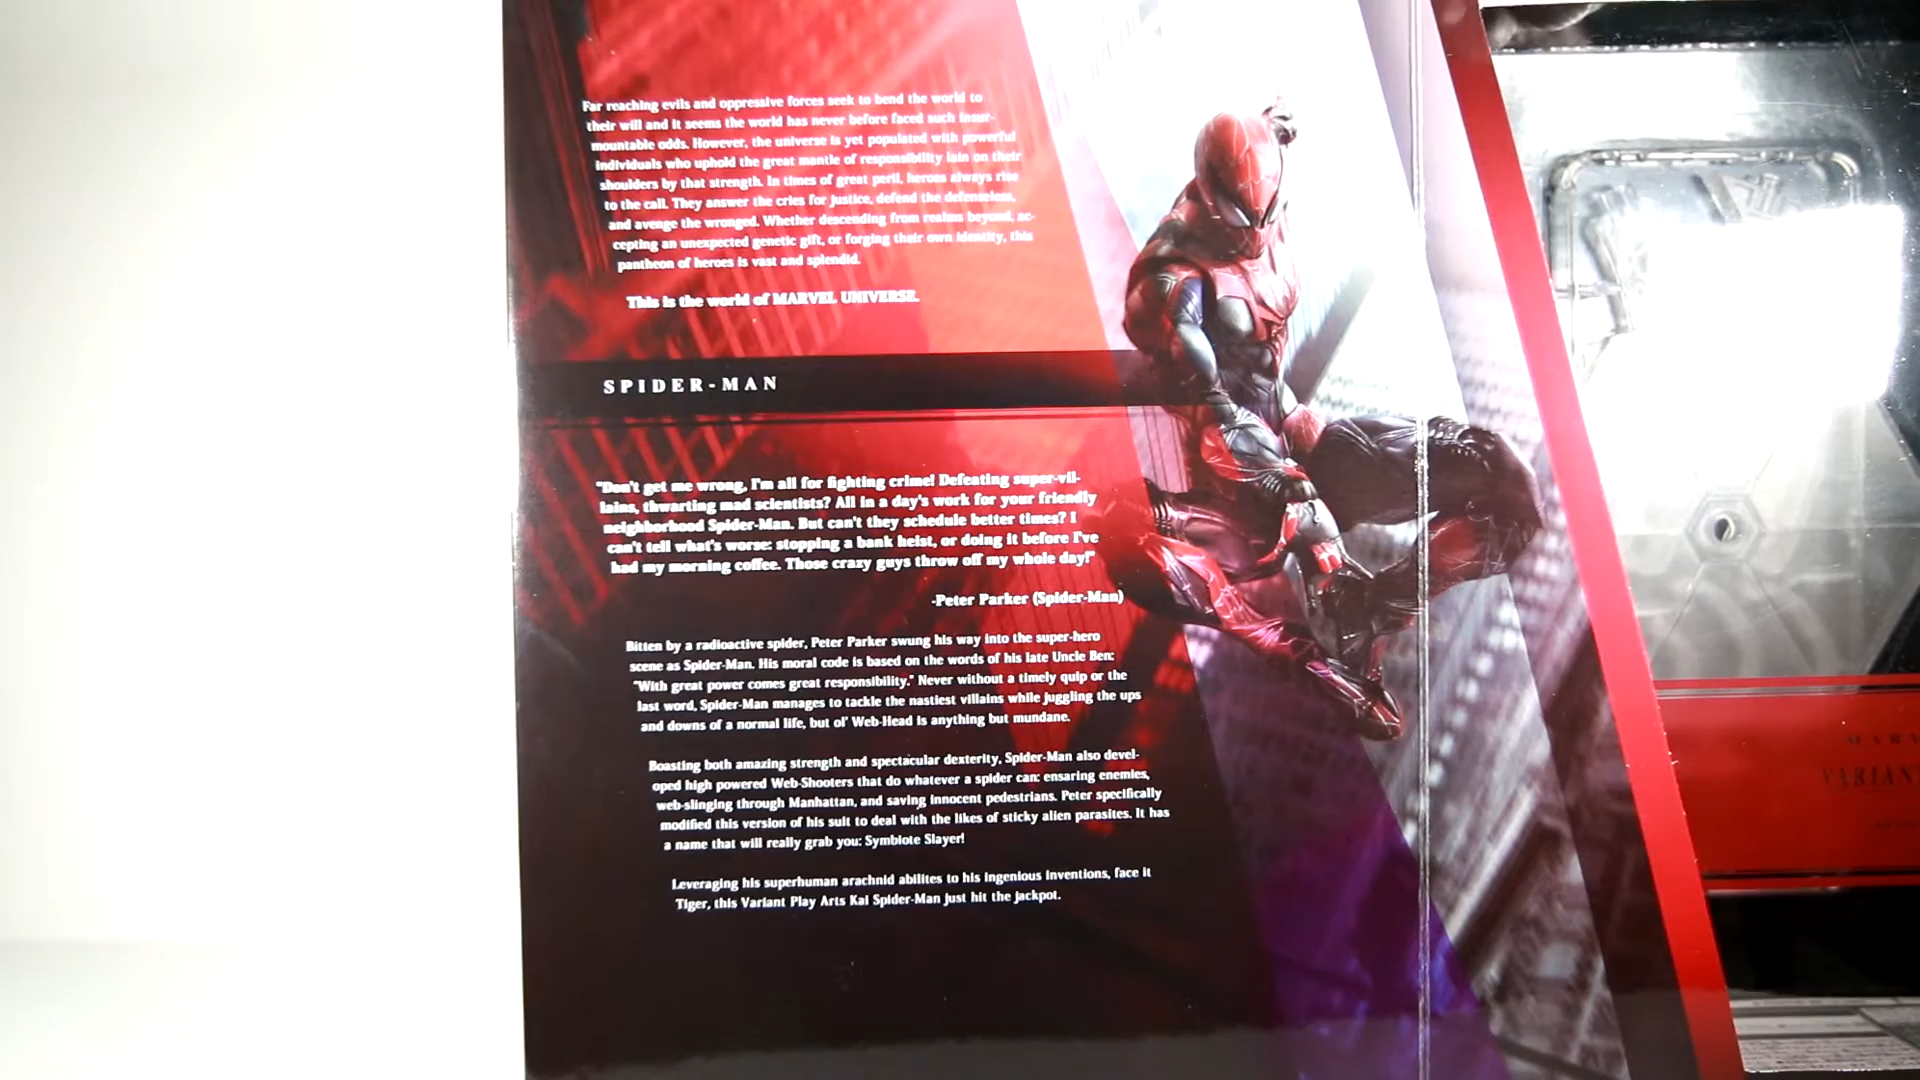 Far reaching evils and oppressive forces seek to bend the world to
their will and it seems the world has never before faced such insur-
mountable odds. However, the universe is yet populated with powerful
individuals who uphold the great mantle of responsibility lain on their
shoulders by that strength. In times of great peril, heroes always rise
to the call. They answer the cries for justice, defend the defenseless,
and avenge the wronged. Whether descending from realms beyond, ac-
cepting an unexpected genetic gift, or forging their own identity, this
pantheon of heroes is vast and splendid.
This is the world of MARVEL UNIVERSE.
SPIDER-MAN
"Don't get me wrong, I'm all for fighting crime! Defeating super-vil-
lains, thwarting mad scientists? All in a day's work for your friendly
neighborhood Spider-Man. But can't they schedule better times? I
can't tell what's worse: stopping a bank heist, or doing it before I've
had my morning coffee. Those crazy guys throw off my whole day!"
-Peter Parker (Spider-Man)
Bitten by a radioactive spider, Peter Parker swung his way into the super-hero
scene as Spider-Man. His moral code is based on the words of his late Uncle Ben:
"With great power comes great responsibility." Never without a timely quip or the
last word, Spider-Man manages to tackle the nastiest villains while juggling the ups
and downs of a normal life, but ol' Web-Head is anything but mundane.
Boasting both amazing strength and spectacular dexterity, Spider-Man also devel-
oped high powered Web-Shooters that do whatever a spider can: ensaring enemies,
web-slinging through Manhattan, and saving innocent pedestrians. Peter specifically
modified this version of his suit to deal with the likes of sticky alien parasites. It has
a name that will really grab you: Symbiote Slayer!
Leveraging his superhuman arachnid abilites to his ingenious inventions, face it
Tiger, this Variant Play Arts Kai Spider-Man just hit the jackpot.